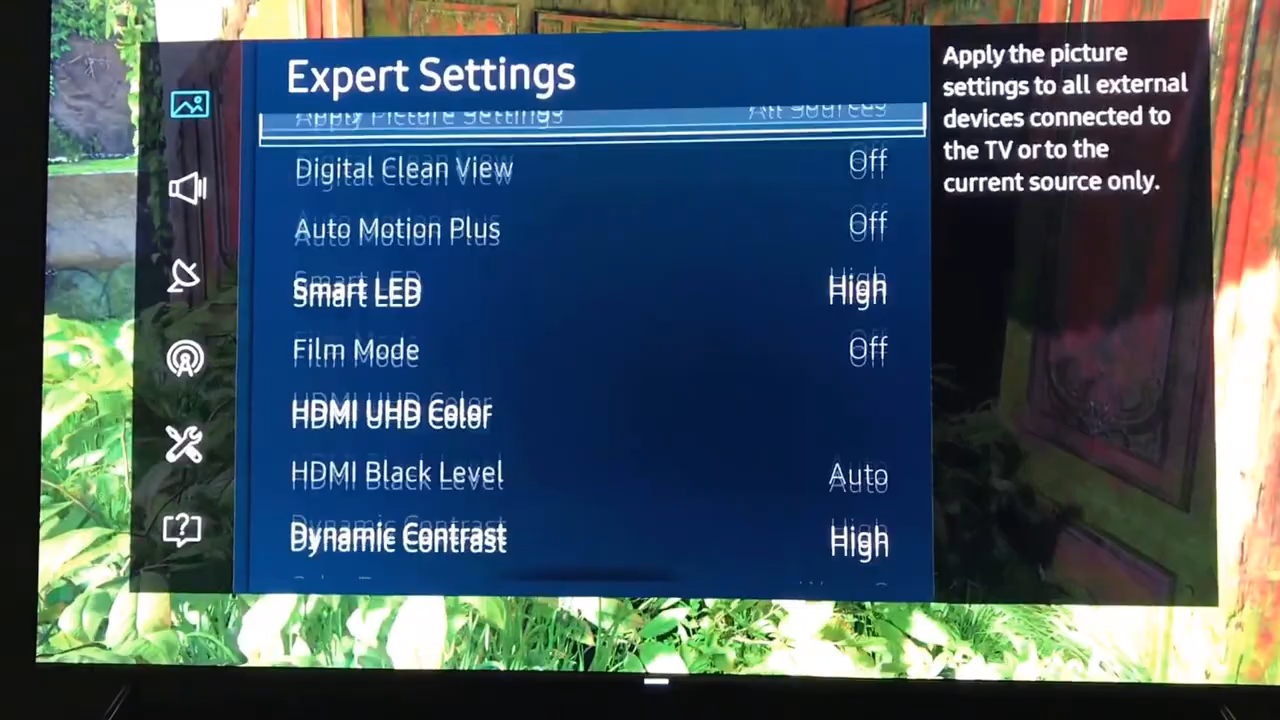 Expert Settings
Apply Picture Settings All Sources
Digital Clean View Off
Auto Motion Plus Off
Smart LED High
Film Mode Off
HDMI UHD Color
HDMI Black Level Auto
Dynamic Contrast High
Apply the picture
settings to all external
devices connected to
the TV or to the
current source only.